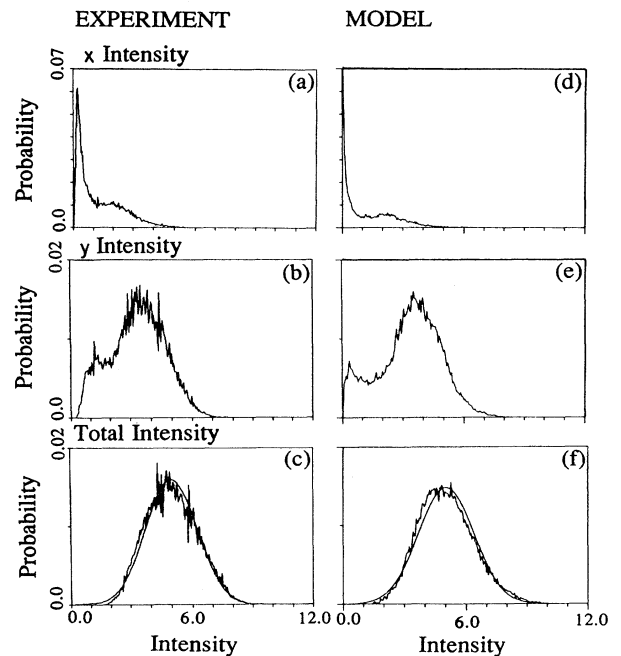 EXPERIMENT MODEL
x Intensity
0.07 (a) (d)
Probability
0.0
y Intensity
0.02 (b) (e)
Probability
0.0
Total Intensity
0.02 (c) (f)
Probability
0.0
0.0 6.0 12.0 0.0 6.0 12.0
Intensity Intensity